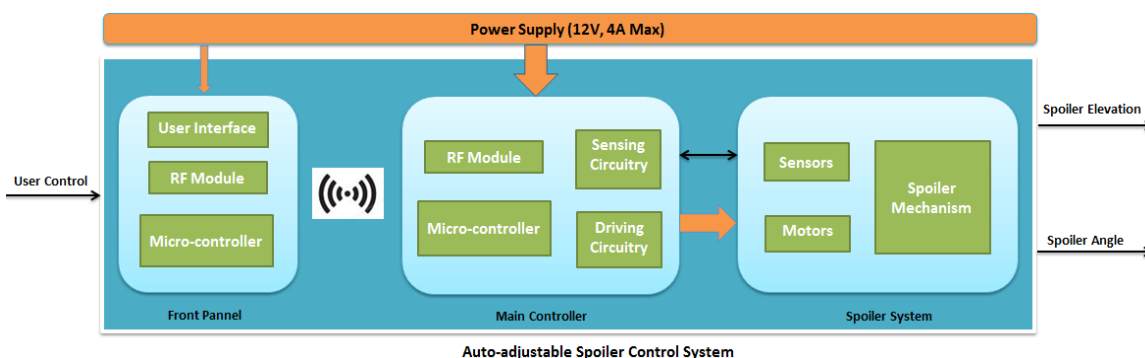 Power Supply (12V, 4A Max)
User Control
User Interface
RF Module
Micro-controller
Front Pannel
RF Module
Sensing
Circuitry
Micro-controller
Driving
Circuitry
Main Controller
Sensors
Motors
Spoiler
Mechanism
Spoiler System
Spoiler Elevation
Spoiler Angle
Auto-adjustable Spoiler Control System